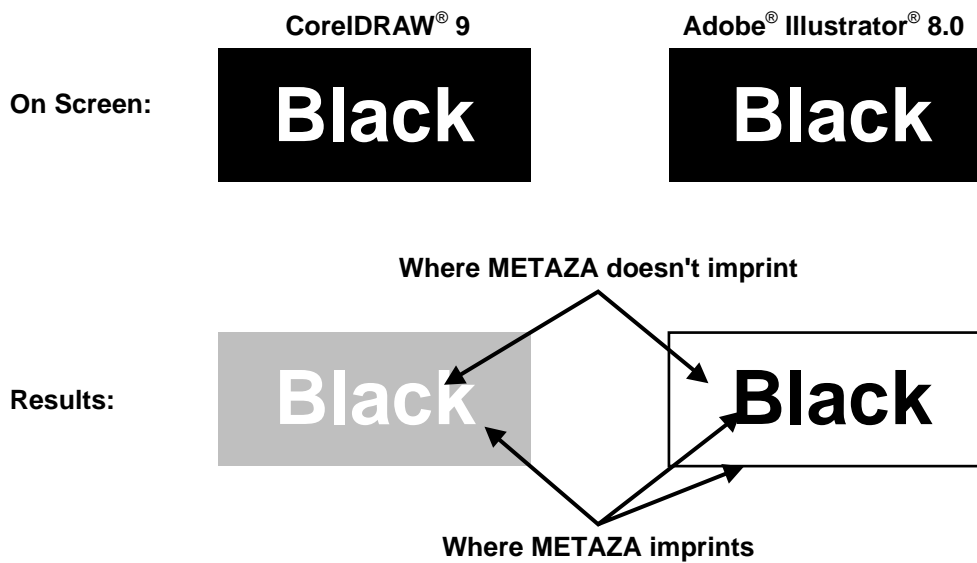 CorelDRAW® 9 Adobe® Illustrator® 8.0
On Screen: Black Black
Where METAZA doesn't imprint
Results: Black Black
Where METAZA imprints